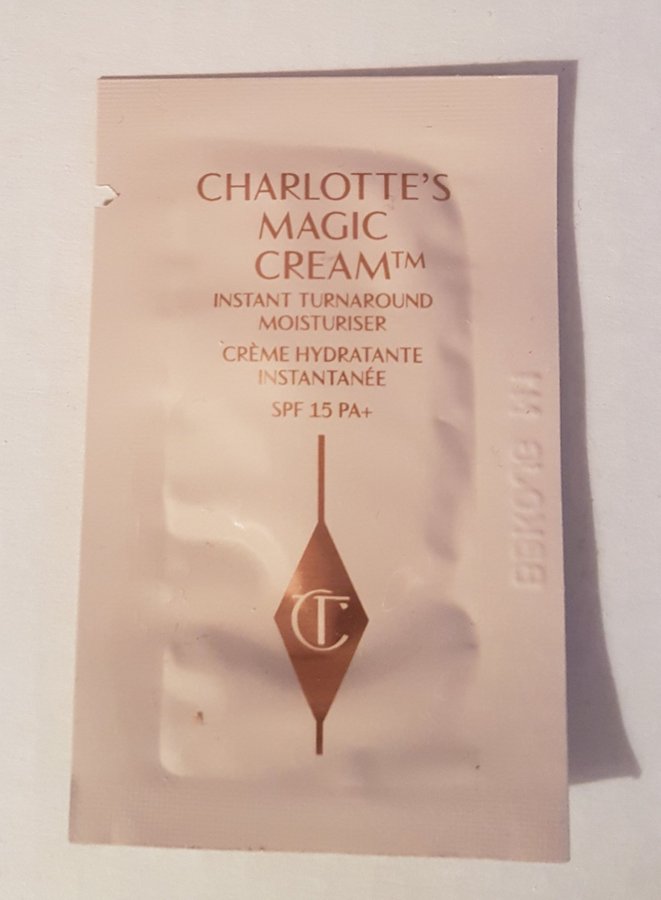 CHARLOTTE'S
MAGIC
CREAM™
INSTANT TURNAROUND
MOISTURISER
CRÈME HYDRATANTE
INSTANTANÉE
SPF 15 PA+
CT